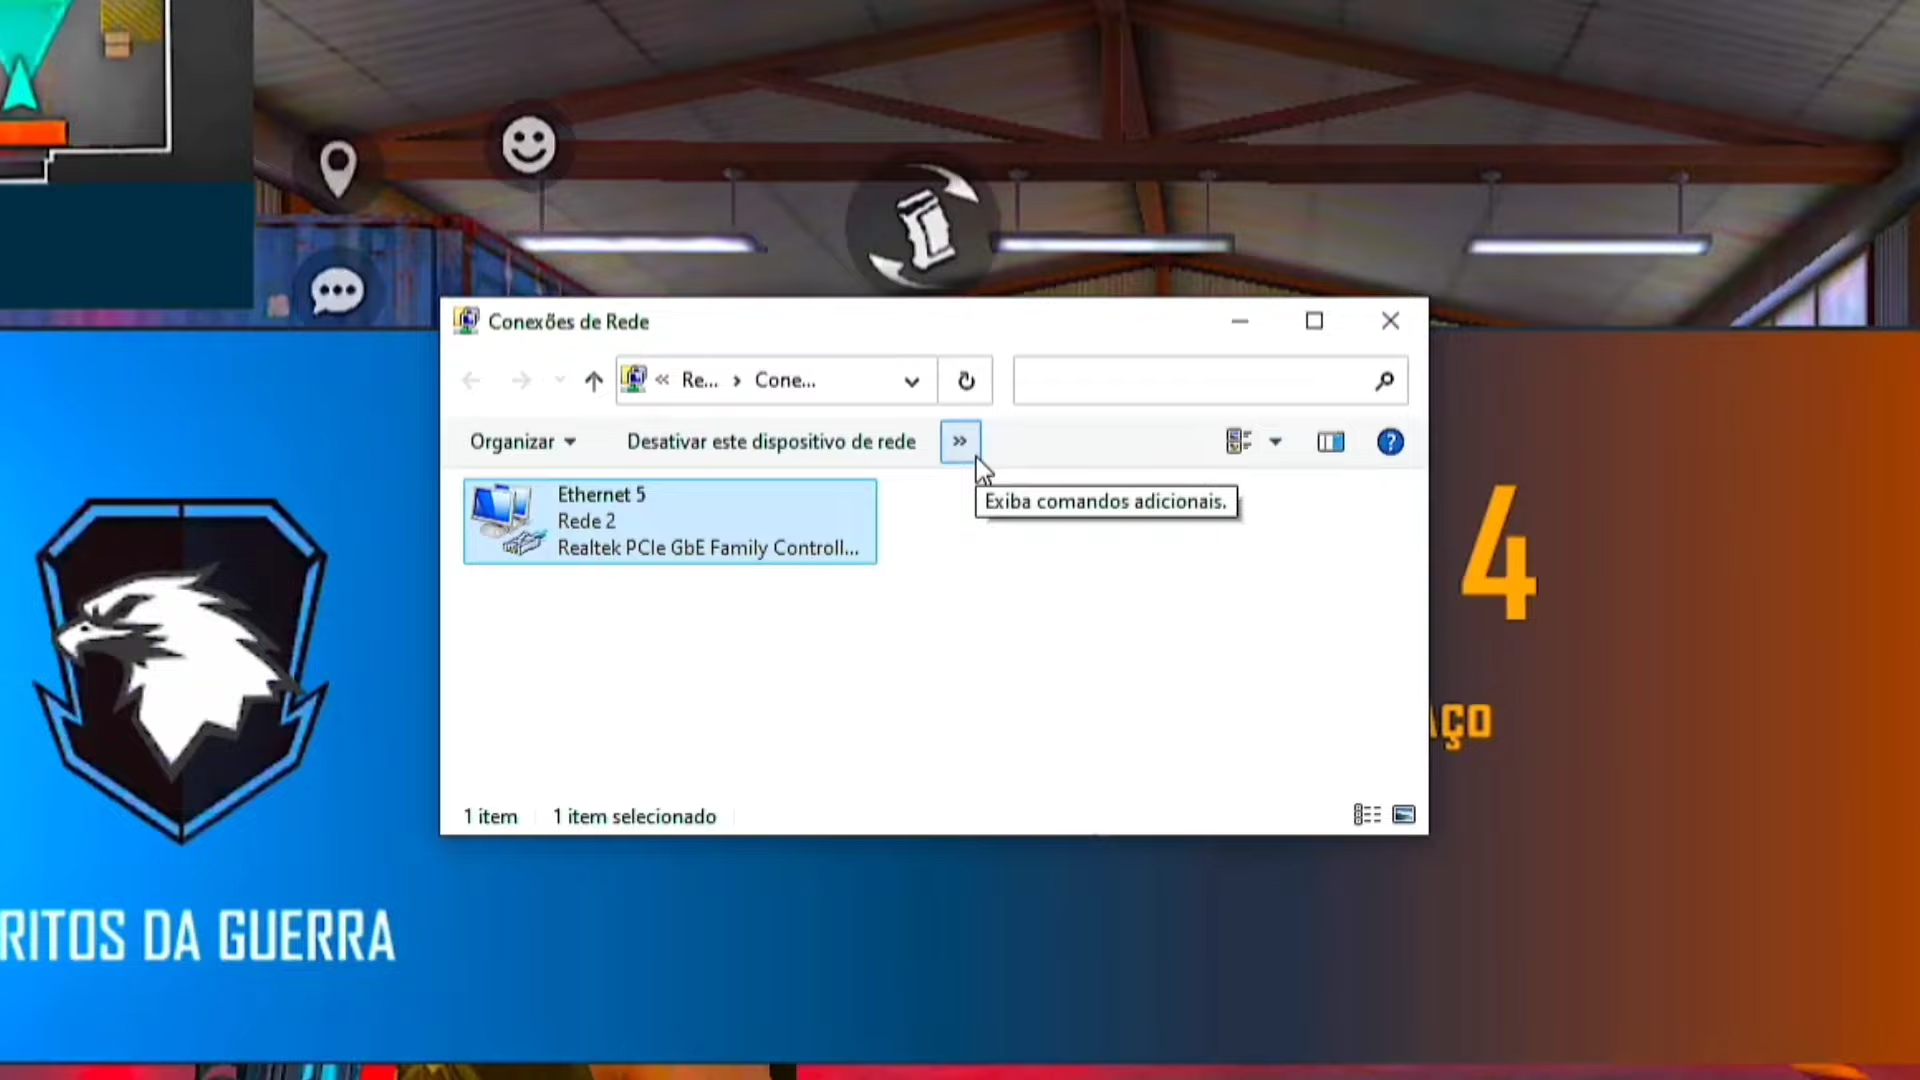 Conexões de Rede
« Re... › Cone...
Organizar
Desativar este dispositivo de rede
»
Exiba comandos adicionais.
Ethernet 5
Rede 2
Realtek PCIe GbE Family Controll...
4
AÇO
1 item
1 item selecionado
RITOS DA GUERRA